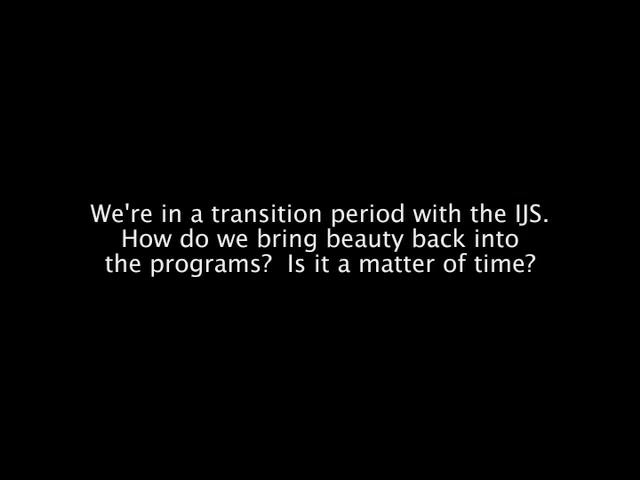 We're in a transition period with the IJS.
How do we bring beauty back into
the programs?  Is it a matter of time?